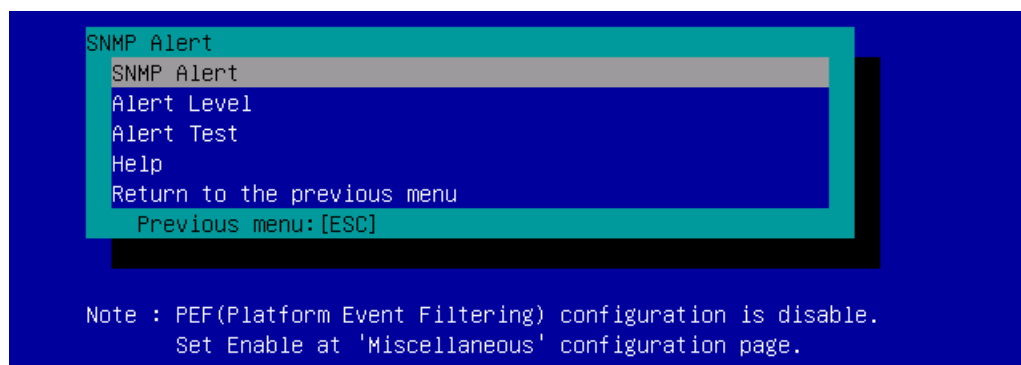 SNMP Alert
SNMP Alert
Alert Level
Alert Test
Help
Return to the previous menu
Previous menu:[ESC]
Note : PEF(Platform Event Filtering) configuration is disable.
Set Enable at 'Miscellaneous' configuration page.